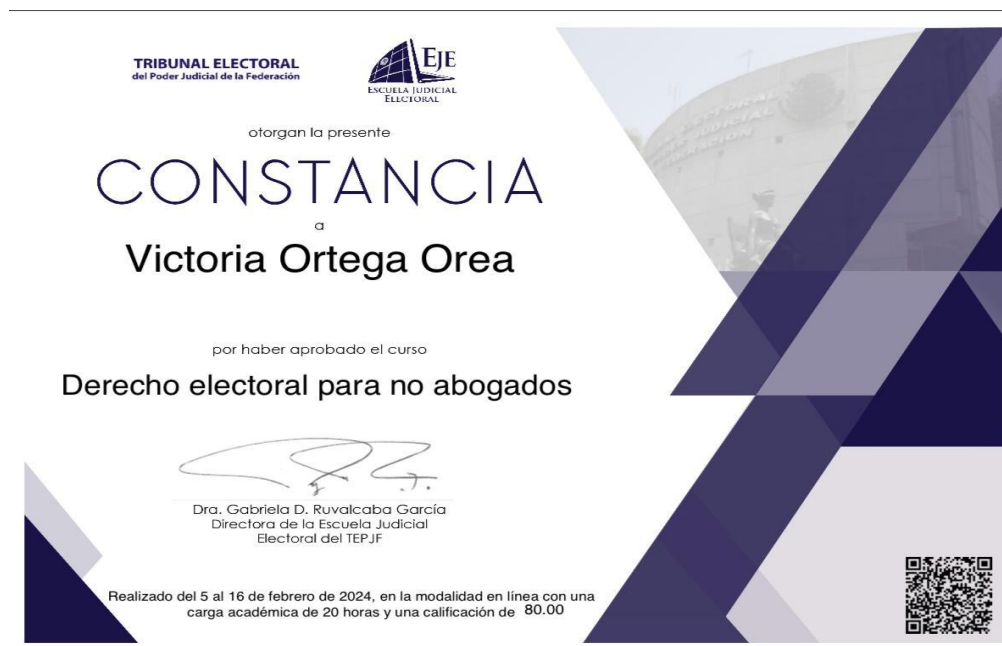 TRIBUNAL ELECTORAL
del Poder Judicial de la Federación
EJE
ESCUELA JUDICIAL
ELECTORAL
otorgan la presente
CONSTANCIA
a
Victoria Ortega Orea
por haber aprobado el curso
Derecho electoral para no abogados
Dra. Gabriela D. Ruvalcaba García
Directora de la Escuela Judicial
Electoral del TEPJF
Realizado del 5 al 16 de febrero de 2024, en la modalidad en línea con una
carga académica de 20 horas y una calificación de 80.00